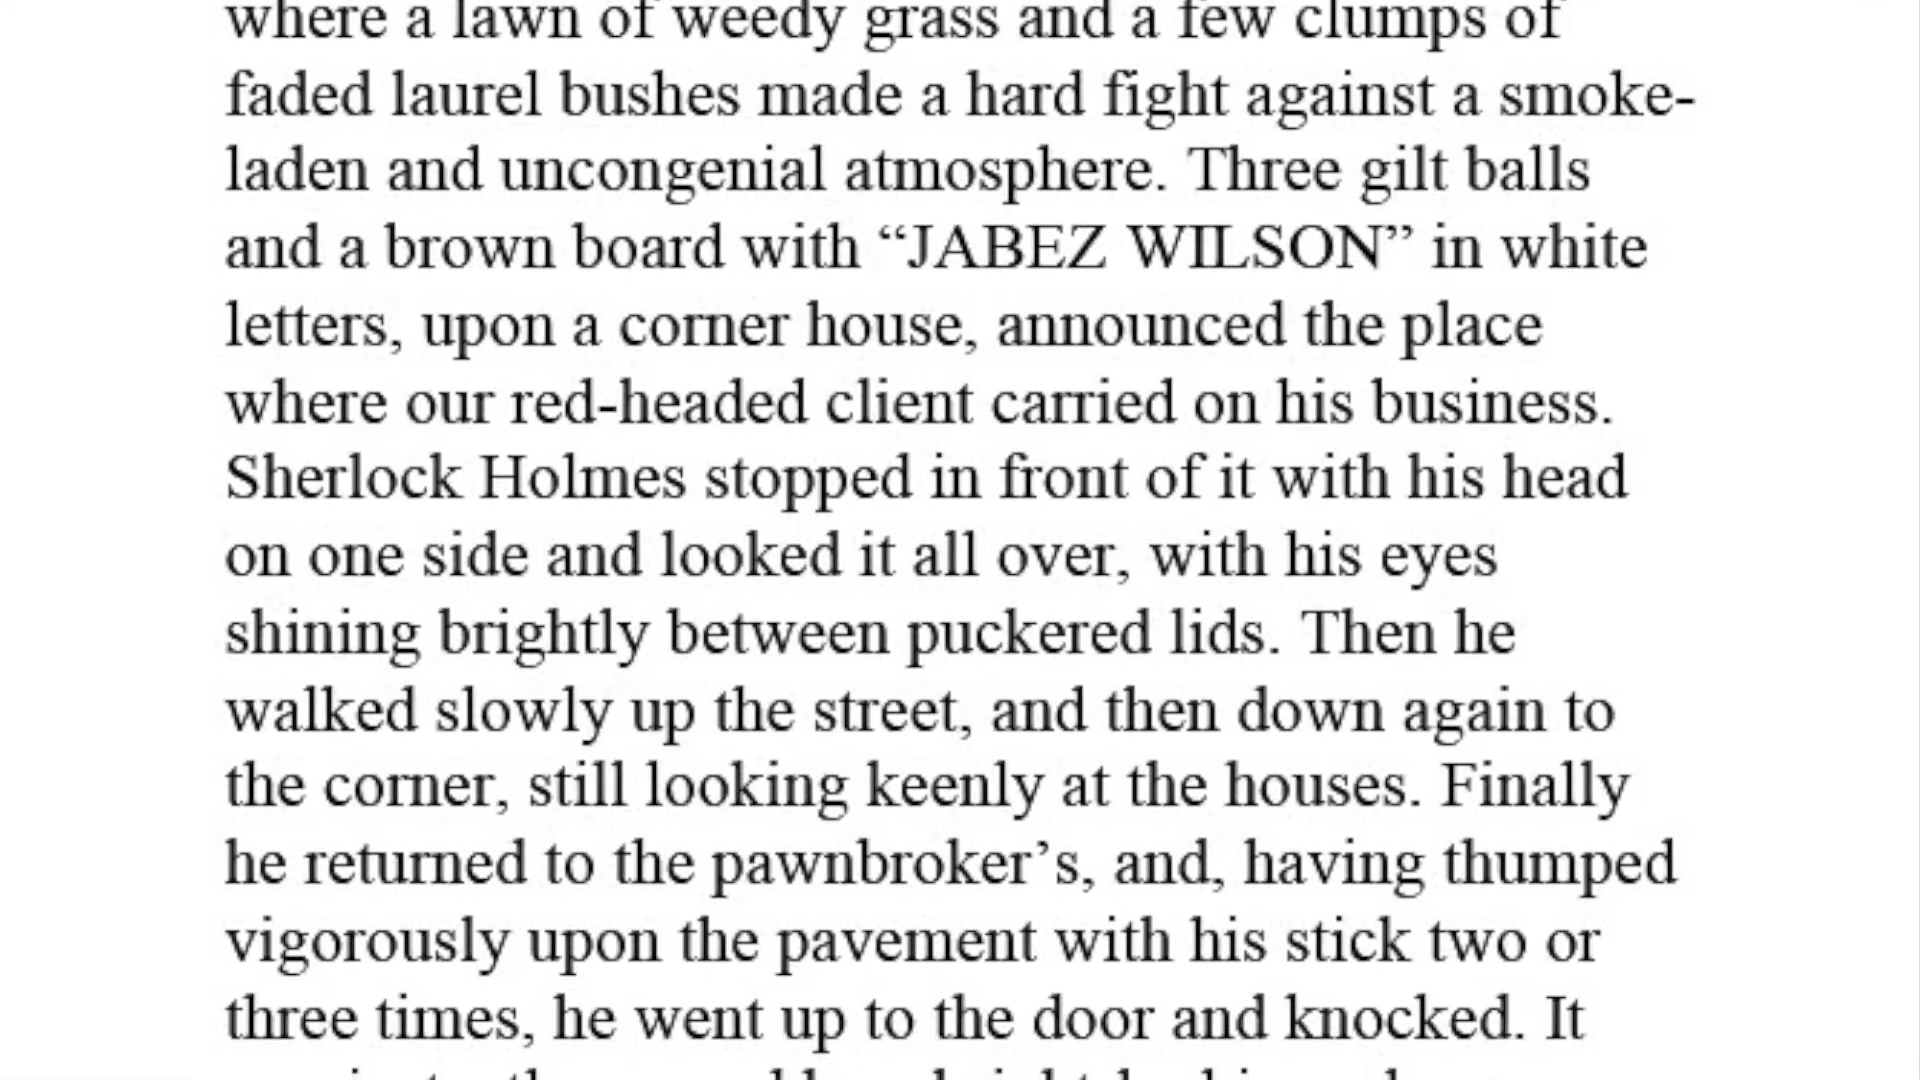 where a lawn of weedy grass and a few clumps of
faded laurel bushes made a hard fight against a smoke-
laden and uncongenial atmosphere. Three gilt balls
and a brown board with “JABEZ WILSON” in white
letters, upon a corner house, announced the place
where our red-headed client carried on his business.
Sherlock Holmes stopped in front of it with his head
on one side and looked it all over, with his eyes
shining brightly between puckered lids. Then he
walked slowly up the street, and then down again to
the corner, still looking keenly at the houses. Finally
he returned to the pawnbroker’s, and, having thumped
vigorously upon the pavement with his stick two or
three times, he went up to the door and knocked. It